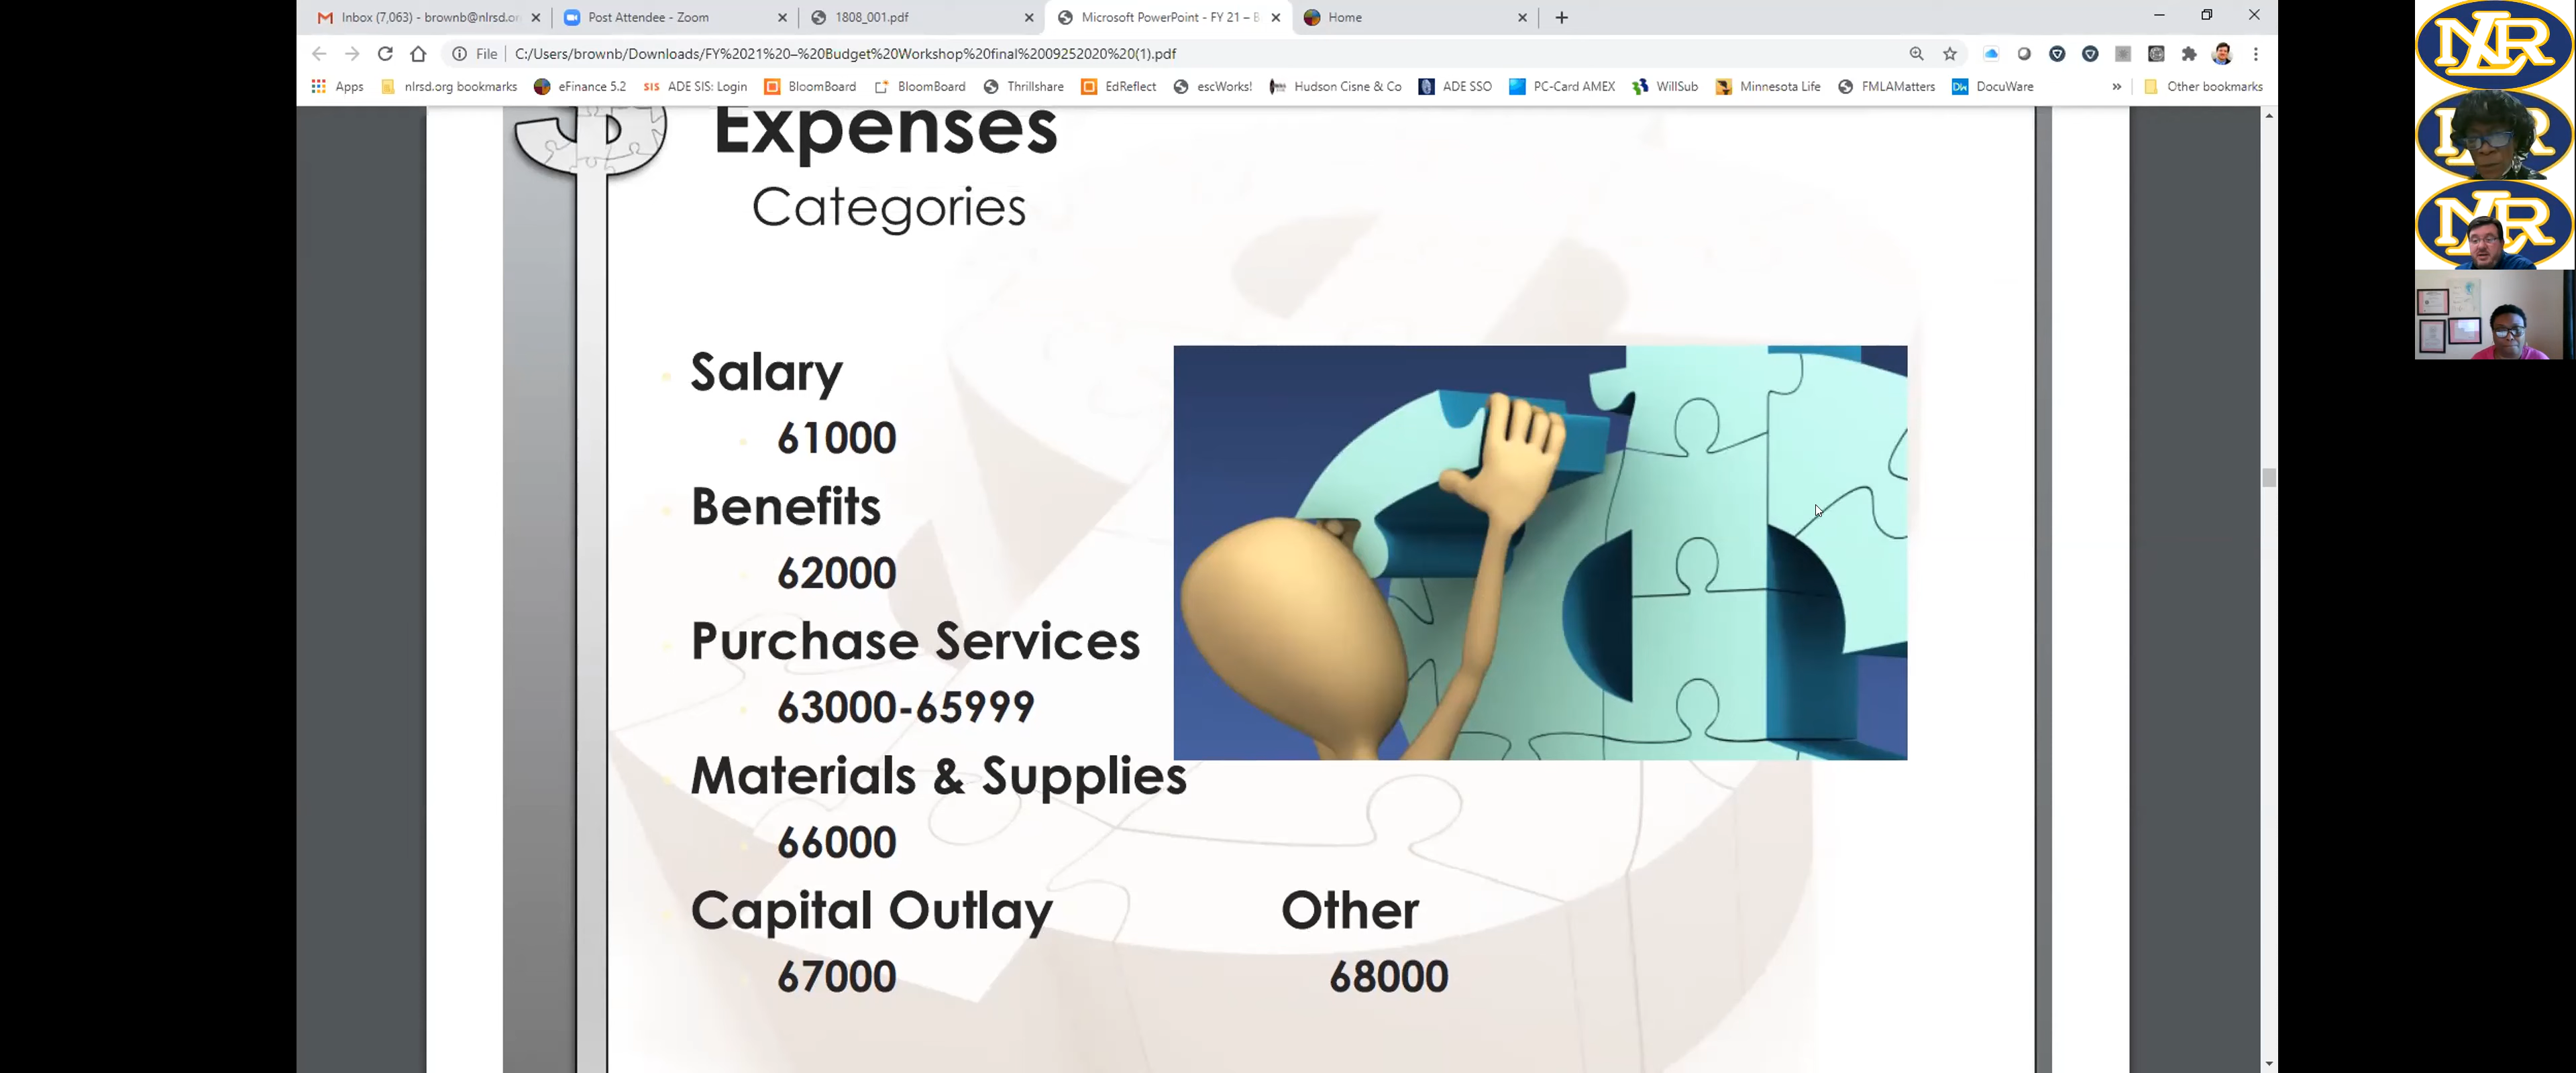 Inbox (7,063) - brownb@nlrsd.or
Post Attendee - Zoom
1808_001.pdf
Microsoft PowerPoint - FY 21 – B
Home
File
C:/Users/brownb/Downloads/FY%2021%20–%20Budget%20Workshop%20final%2009252020%20(1).pdf
Apps
nlrsd.org bookmarks
eFinance 5.2
SIS ADE SIS: Login
BloomBoard
BloomBoard
Thrillshare
EdReflect
escWorks!
Hudson Cisne & Co
ADE SSO
PC-Card AMEX
WillSub
Minnesota Life
FMLAMatters
Dw DocuWare
»
Other bookmarks
Expenses
Categories
Salary
61000
Benefits
62000
Purchase Services
63000-65999
Materials & Supplies
66000
Capital Outlay
67000
Other
68000
NLR
NLR